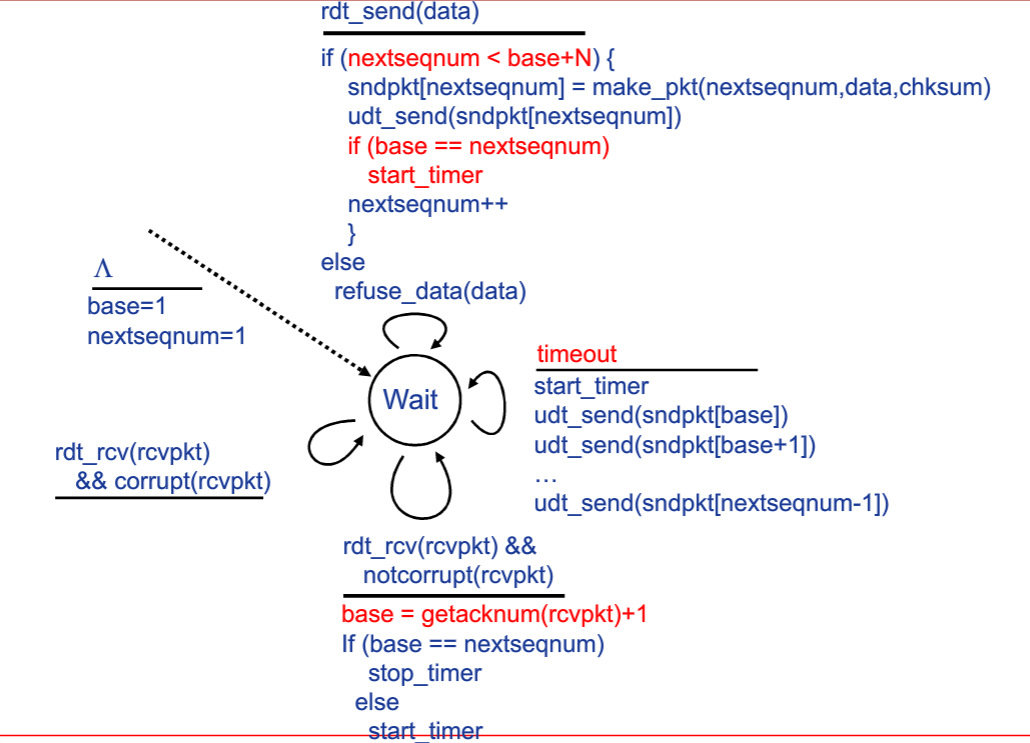 rdt_send(data)
if (nextseqnum < base+N) {
sndpkt[nextseqnum] = make_pkt(nextseqnum,data,chksum)
udt_send(sndpkt[nextseqnum])
if (base == nextseqnum)
start_timer
nextseqnum++
}
else
refuse_data(data)
Λ
base=1
nextseqnum=1
Wait
timeout
start_timer
udt_send(sndpkt[base])
udt_send(sndpkt[base+1])
…
udt_send(sndpkt[nextseqnum-1])
rdt_rcv(rcvpkt)
&& corrupt(rcvpkt)
rdt_rcv(rcvpkt) &&
notcorrupt(rcvpkt)
base = getacknum(rcvpkt)+1
If (base == nextseqnum)
stop_timer
else
start_timer